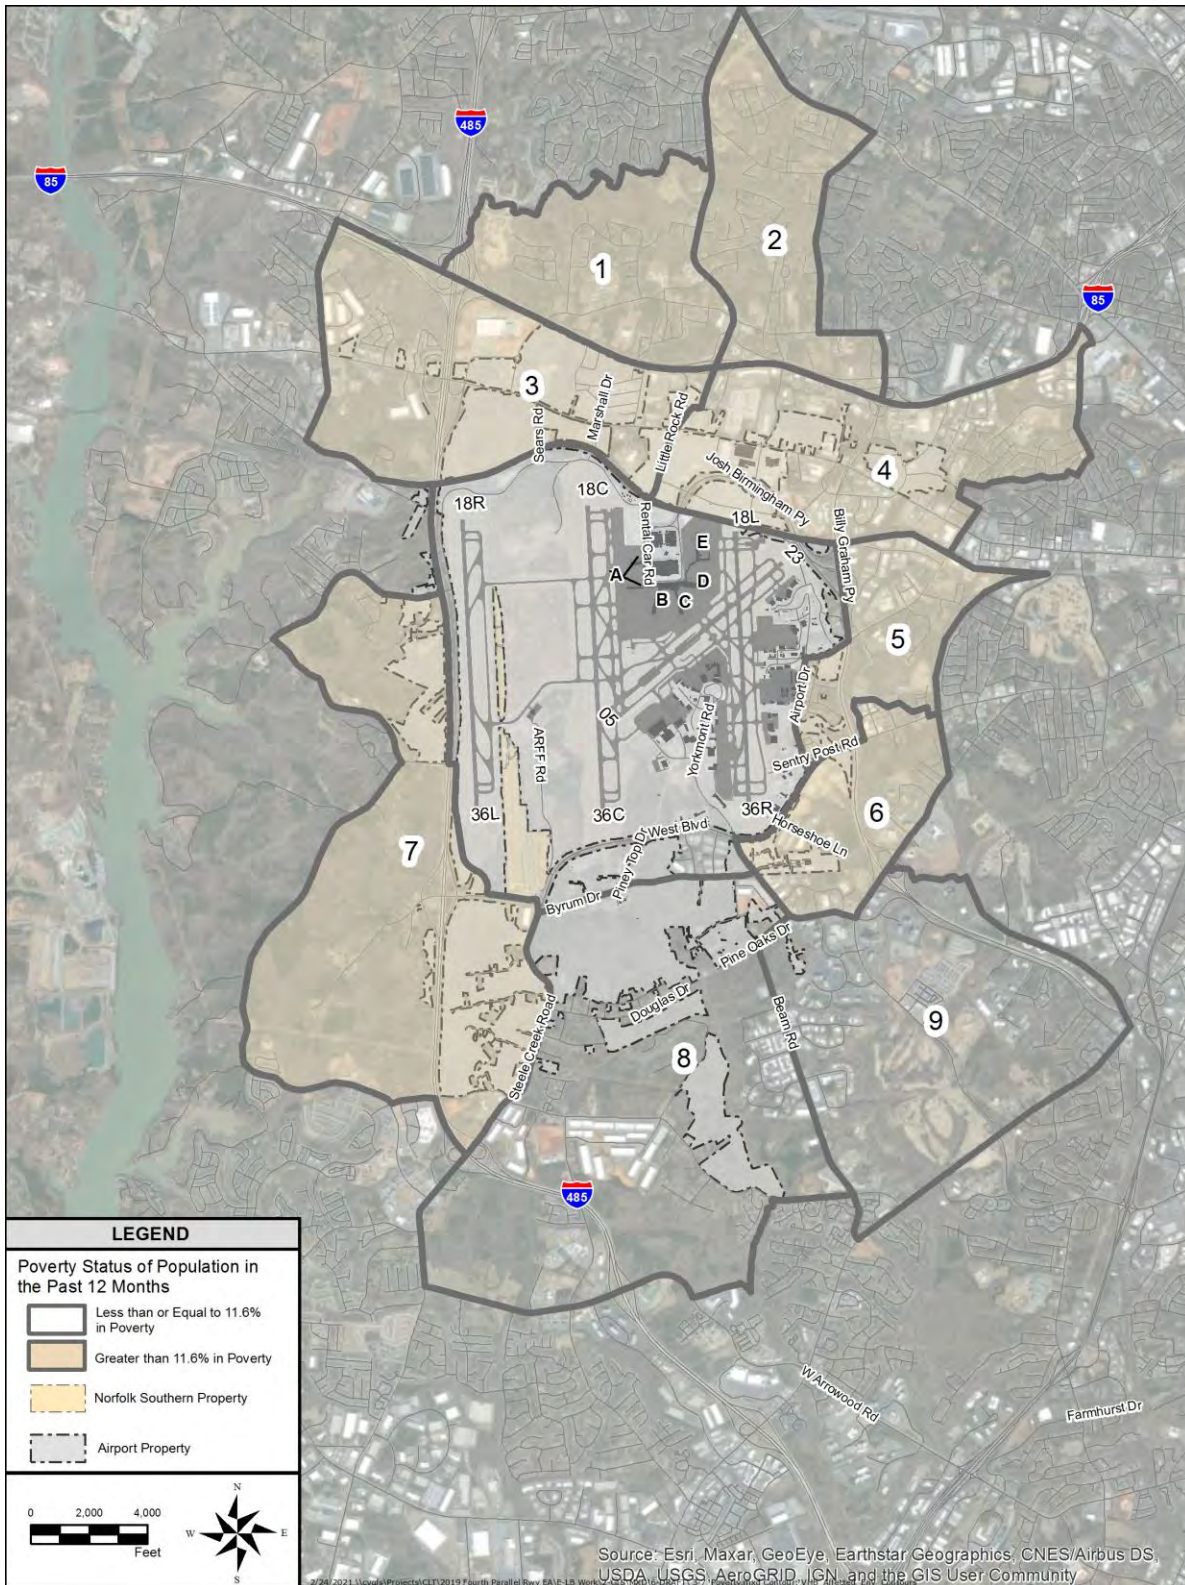 485
85
2
1
85
3
Marshall Dr
Sears Rd
Little Rock Rd
4
Josh Birmingham Py
18R
18C
Rental Car Rd
18L
Billy Graham Py
E
23
A
D
B
C
5
05
Airport Dr
Yorkmont Rd
ARFF Rd
Sentry Post Rd
36L
36C
36R
6
West Blvd
Horseshoe Ln
7
Piney Top Dr
Byrum Dr
Pine Oaks Dr
Douglas Dr
Beam Rd
9
Steele Creek Road
8
485
W Arrowood Rd
Farmhurst Dr
LEGEND
Poverty Status of Population in
the Past 12 Months
Less than or Equal to 11.6%
in Poverty
Greater than 11.6% in Poverty
Norfolk Southern Property
Airport Property
0 2,000 4,000
Feet
N
W E
S
Source: Esri, Maxar, GeoEye, Earthstar Geographics, CNES/Airbus DS,
USDA, USGS, AeroGRID, IGN, and the GIS User Community